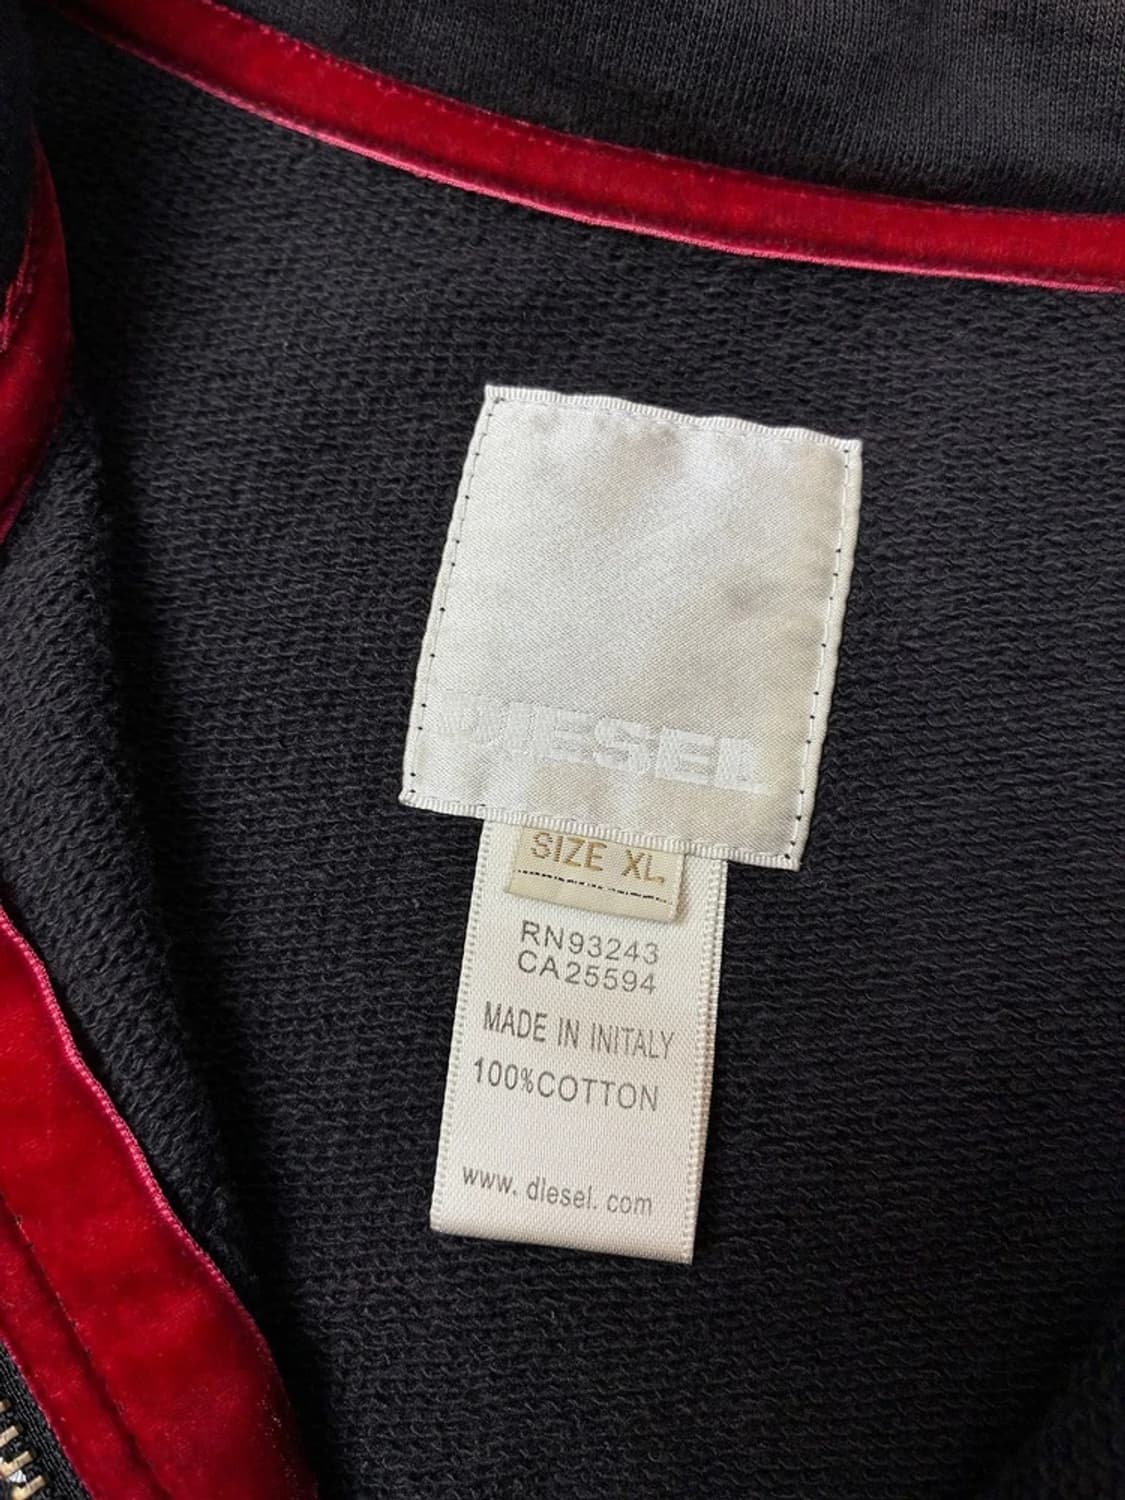 DIESEL
SIZE XL
RN93243
CA25594
MADE IN INITALY
100%COTTON
www. dlesel. com